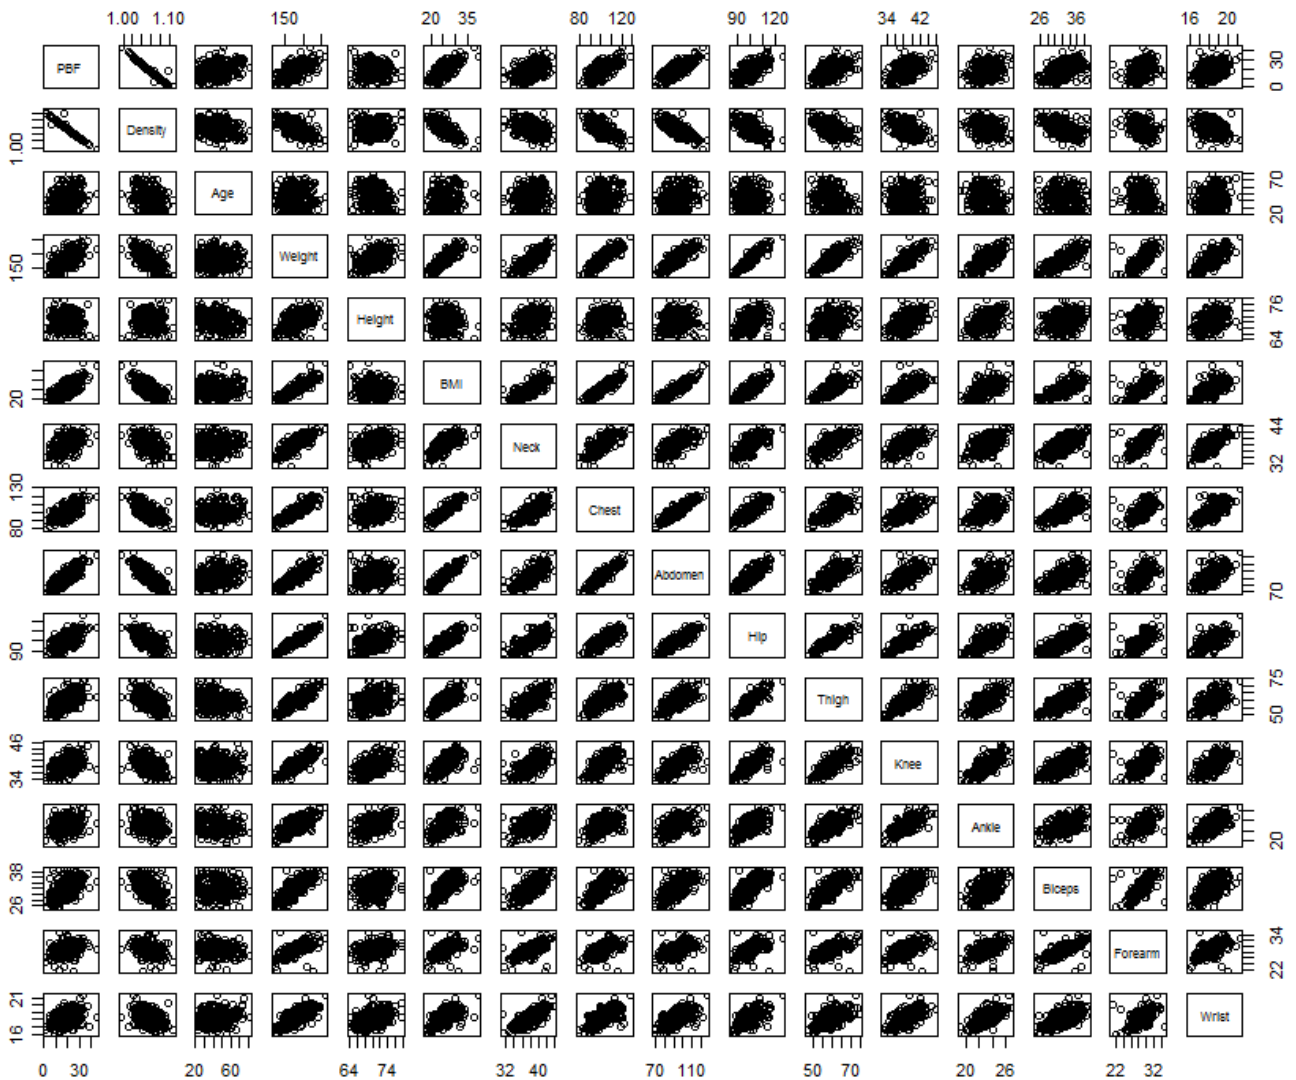 1.00 1.10 150 20 35 80 120 90 120 34 42 26 36 16 20
PBF 0 30
1.00 Density
Age 20 70
150 Weight
Height 64 76
20 BMI
Neck 32 44
80 130 Chest
Abdomen 70
90 Hip
Thigh 50 75
34 46 Knee
Ankle 20
26 38 Biceps
Forearm 22 34
16 21 Wrist
0 30 20 60 64 74 32 40 70 110 50 70 20 26 22 32